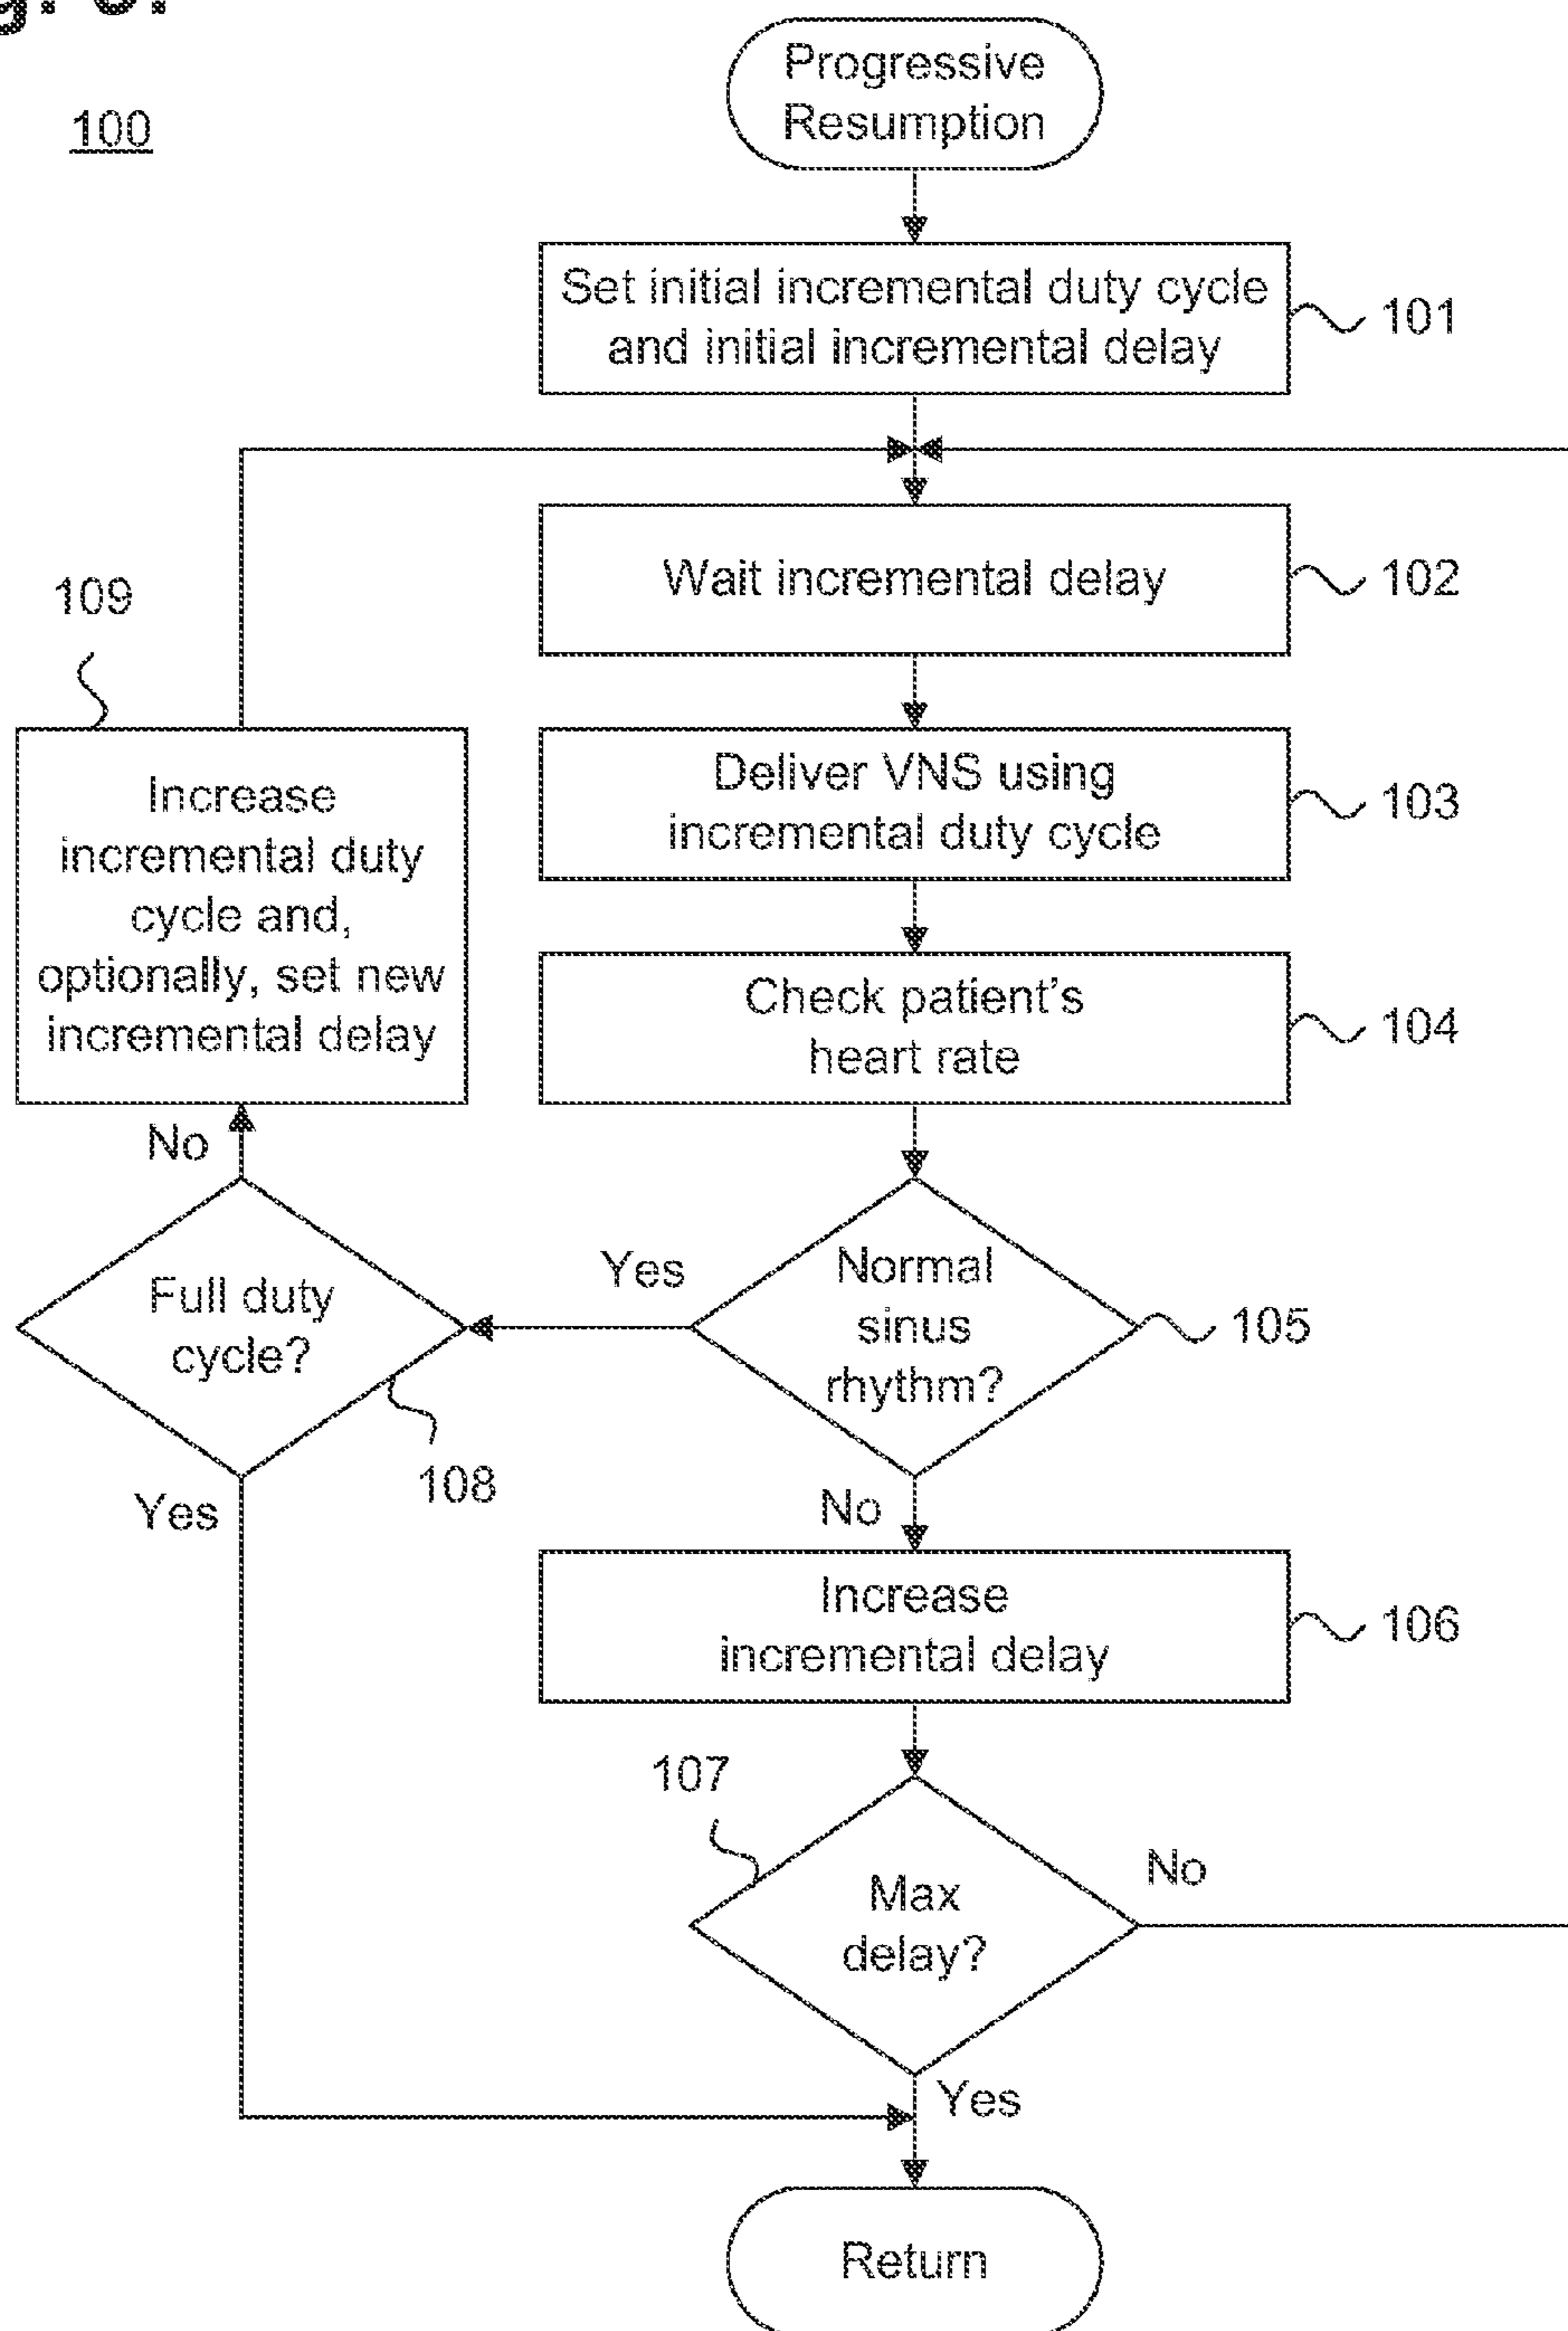 100
Progressive
Resumption
Set initial incremental duty cycle
and initial incremental delay
101
Wait incremental delay
102
109
Deliver VNS using
incremental duty cycle
103
Increase
incremental duty
cycle and,
optionally, set new
incremental delay
Check patient's
heart rate
104
No
Normal
sinus
rhythm?
105
Yes
Full duty
cycle?
108
Yes
No
Increase
incremental delay
106
107
Max
delay?
No
Yes
Return